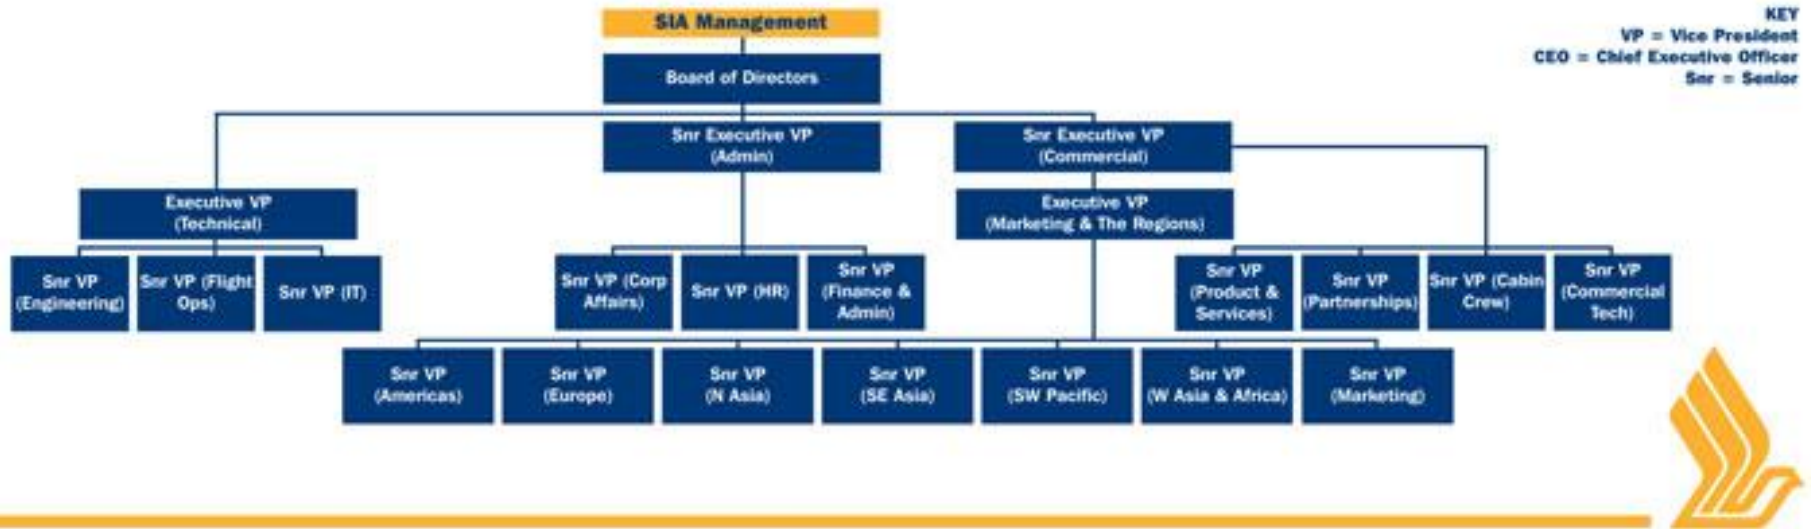 SIA Management
KEY
VP = Vice President
CEO = Chief Executive Officer
Snr = Senior
Board of Directors
Snr Executive VP
(Admin)
Snr Executive VP
(Commercial)
Executive VP
(Technical)
Executive VP
(Marketing & The Regions)
Snr VP
(Engineering)
Snr VP (Flight
Ops)
Snr VP (IT)
Snr VP (Corp
Affairs)
Snr VP (HR)
Snr VP
(Finance &
Admin)
Snr VP
(Product &
Services)
Snr VP
(Partnerships)
Snr VP (Cabin
Crew)
Snr VP
(Commercial
Tech)
Snr VP
(Americas)
Snr VP
(Europe)
Snr VP
(N Asia)
Snr VP
(SE Asia)
Snr VP
(SW Pacific)
Snr VP
(W Asia & Africa)
Snr VP
(Marketing)